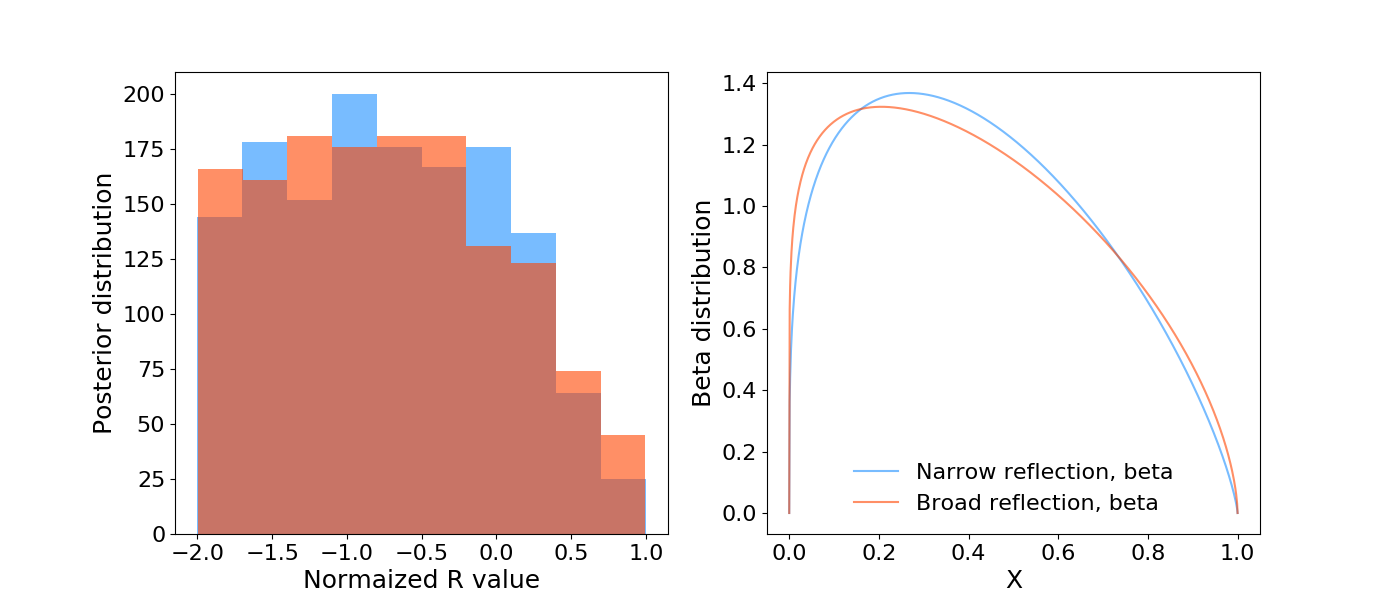 Posterior distribution
200
175
150
125
100
75
50
25
0
−2.0 −1.5 −1.0 −0.5 0.0 0.5 1.0
Normaized R value
Beta distribution
1.4
1.2
1.0
0.8
0.6
0.4
0.2
0.0
Narrow reflection, beta
Broad reflection, beta
0.0 0.2 0.4 0.6 0.8 1.0
X